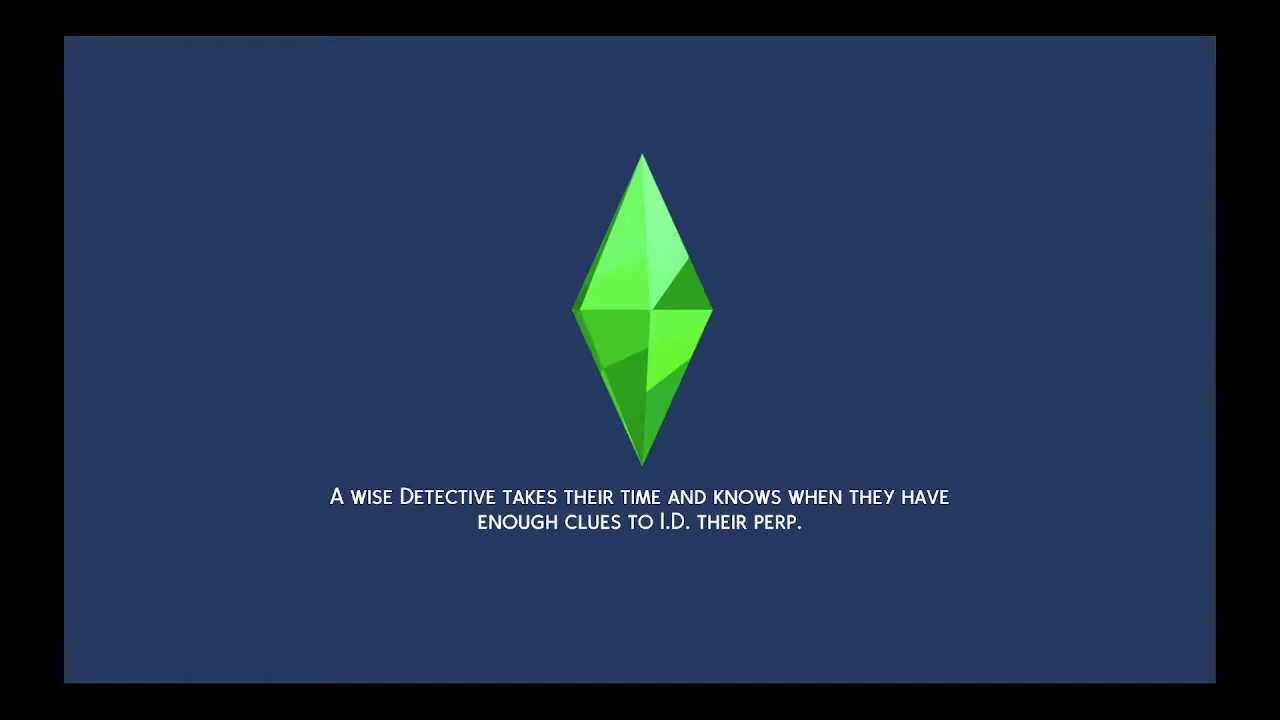 A wise Detective takes their time and knows when they have
enough clues to I.D. their perp.